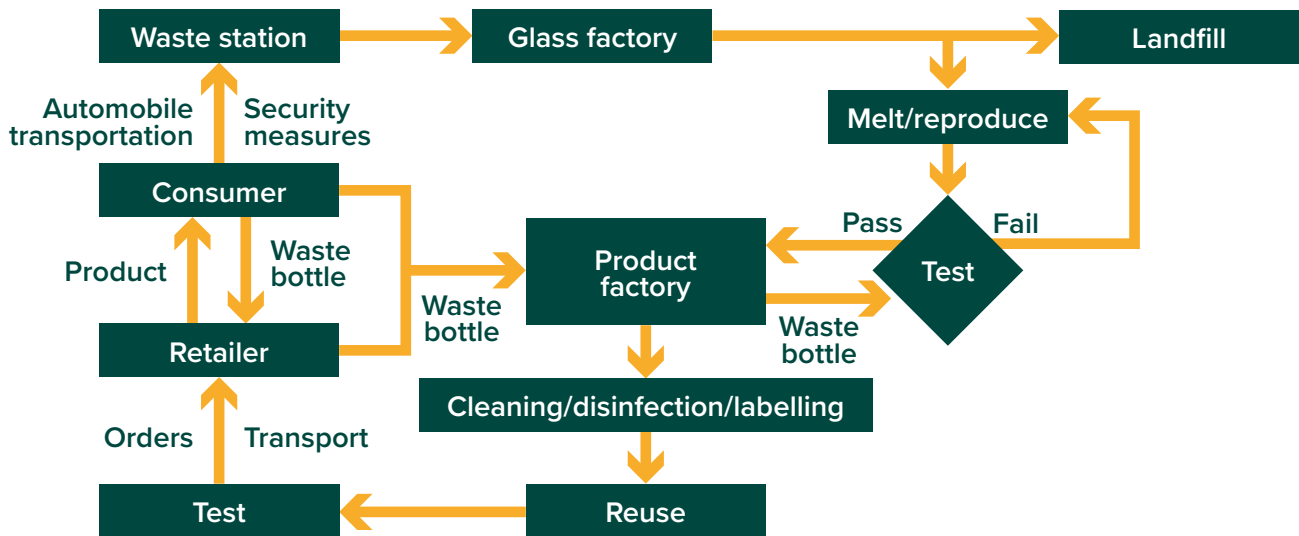 Waste station
Glass factory
Landfill
Automobile
transportation
Security
measures
Melt/reproduce
Consumer
Pass
Fail
Product
Waste
bottle
Product
factory
Test
Waste
bottle
Waste
bottle
Retailer
Cleaning/disinfection/labelling
Orders
Transport
Test
Reuse